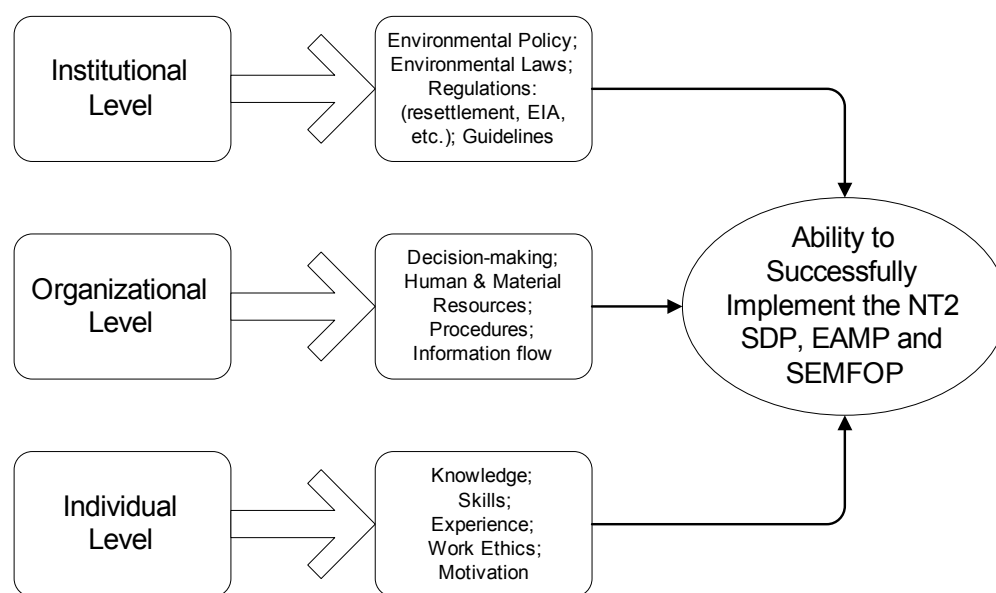 Institutional
Level
Environmental Policy;
Environmental Laws;
Regulations:
(resettlement, EIA,
etc.); Guidelines
Organizational
Level
Decision-making;
Human & Material
Resources;
Procedures;
Information flow
Individual
Level
Knowledge;
Skills;
Experience;
Work Ethics;
Motivation
Ability to
Successfully
Implement the NT2
SDP, EAMP and
SEMFOP